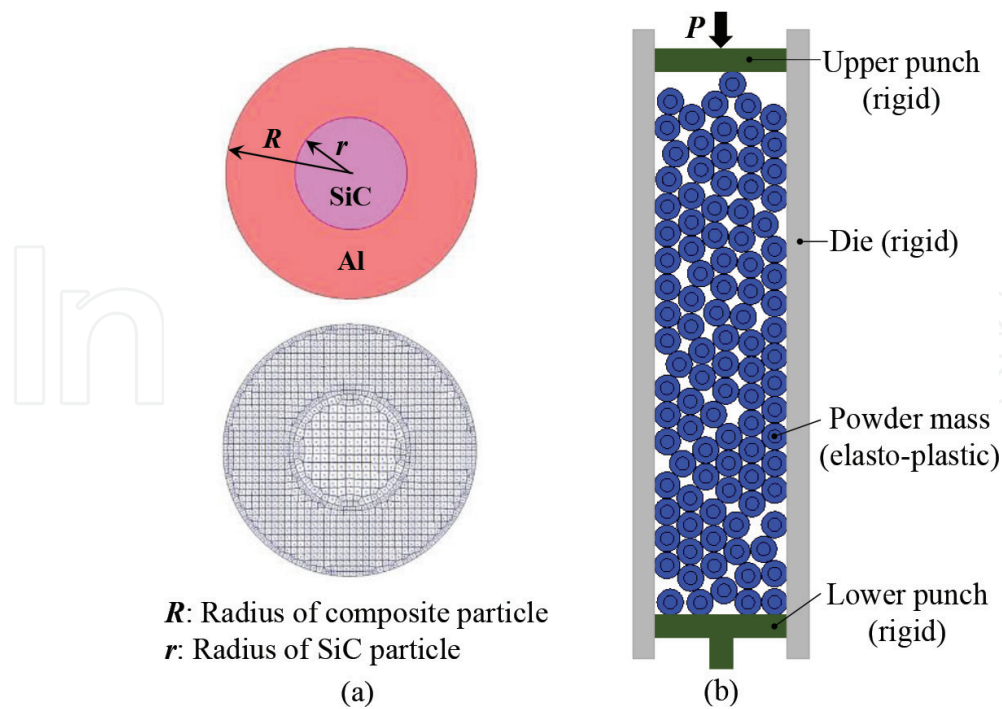 R
r
SiC
Al
R: Radius of composite particle
r: Radius of SiC particle
(a)
P
Upper punch
(rigid)
Die (rigid)
Powder mass
(elasto-plastic)
Lower punch
(rigid)
(b)
In